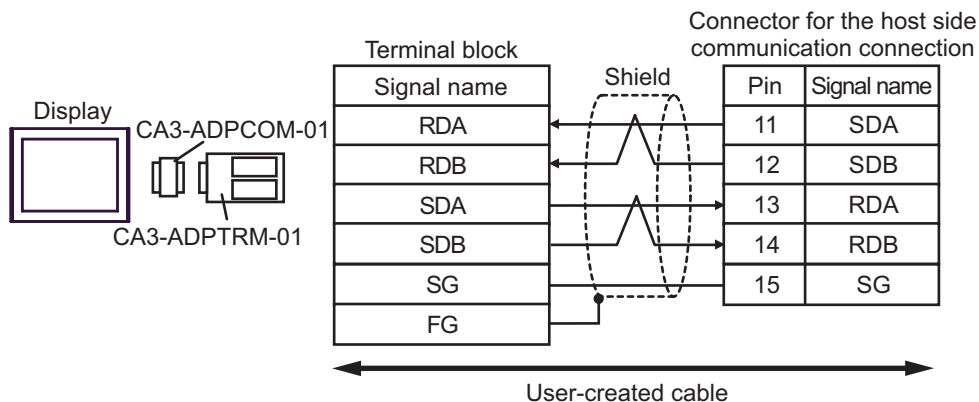 Connector for the host side
communication connection
Terminal block
Shield
Signal name
Pin
Signal name
Display
CA3-ADPCOM-01
CA3-ADPTRM-01
RDA
11
SDA
RDB
12
SDB
SDA
13
RDA
SDB
14
RDB
SG
15
SG
FG
User-created cable